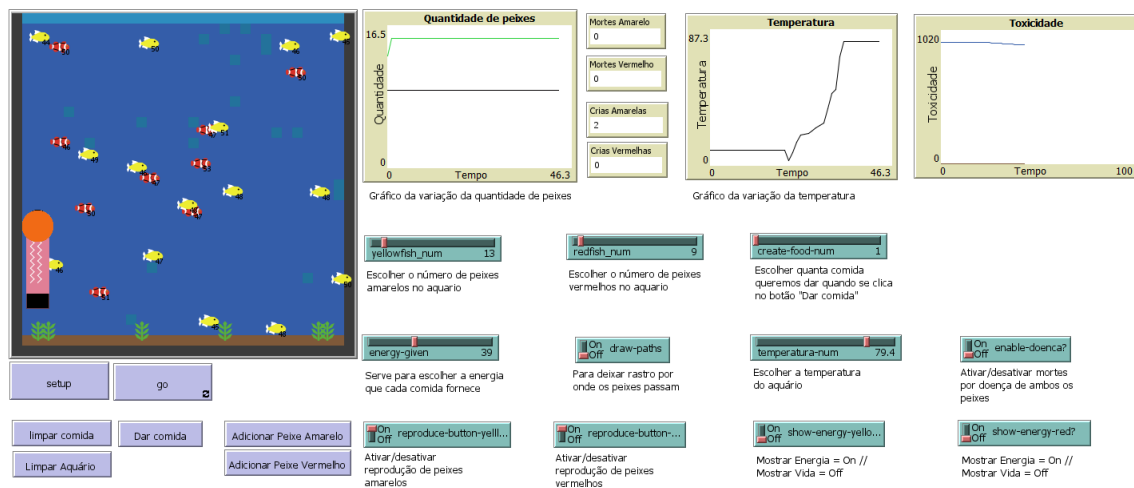 Quantidade de peixes
16.5
Quantidade
0
0
Tempo
46.3
Gráfico da variação da quantidade de peixes
Mortes Amarelo
0
Mortes Vermelho
0
Crias Amarelas
2
Crias Vermelhas
0
Temperatura
87.3
Temperatura
0
0
Tempo
46.3
Gráfico da variação da temperatura
Toxicidade
1020
Toxicidade
0
0
Tempo
100
yellowfish_num 13
Escolher o número de peixes
amarelos no aquario
redfish_num 9
Escolher o número de peixes
vermelhos no aquario
create-food-num 1
Escolher quanta comida
queremos dar quando se clica
no botão "Dar comida"
energy-given 39
Serve para escolher a energia
que cada comida fornece
On
Off
draw-paths
Para deixar rastro por
onde os peixes passam
temperatura-num 79.4
Escolher a temperatura
do aquário
On
Off
enable-doenca?
Ativar/desativar mortes
por doença de ambos os
peixes
setup
go
limpar comida
Dar comida
Adicionar Peixe Amarelo
Limpar Aquário
Adicionar Peixe Vermelho
On
Off
reproduce-button-yelll...
Ativar/desativar
reprodução de peixes
amarelos
On
Off
reproduce-button-...
Ativar/desativar
reprodução de peixes
vermelhos
On
Off
show-energy-yello...
Mostrar Energia = On //
Mostrar Vida = Off
On
Off
show-energy-red?
Mostrar Energia = On //
Mostrar Vida = Off